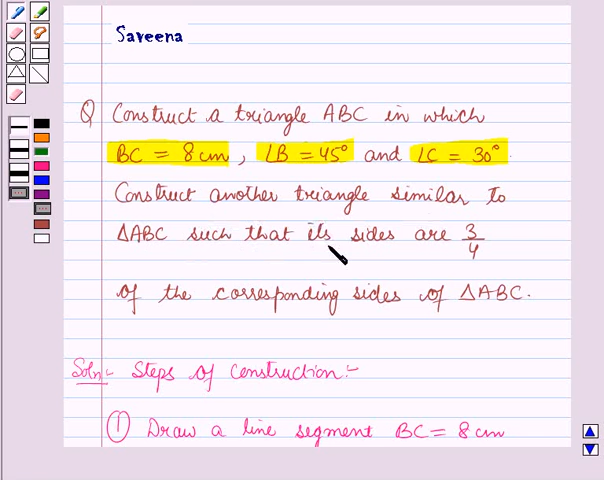 Saveena
Q Construct a triangle ABC in which
BC = 8 cm, ∠B = 45° and ∠C = 30°.
Construct another triangle similar to
ΔABC such that its sides are 3/4
of the corresponding sides of ΔABC.
Soln:- Steps of construction:-
① Draw a line segment BC = 8 cm